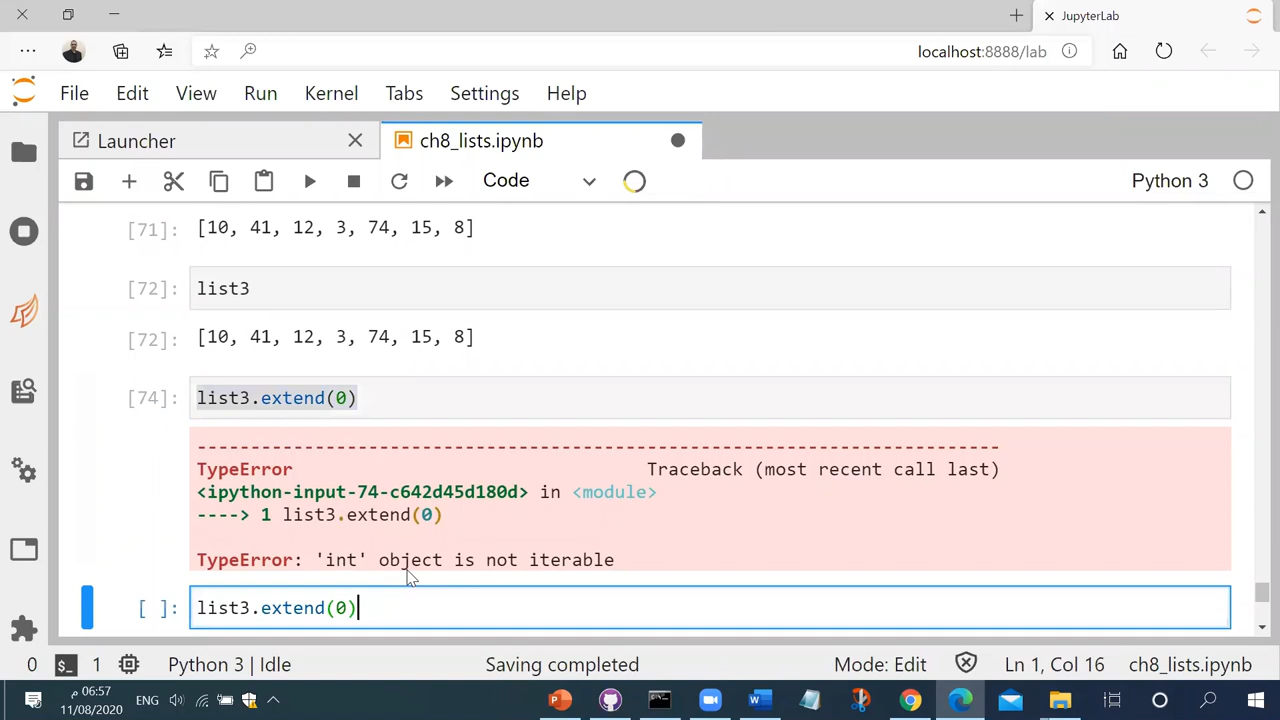 JupyterLab
localhost:8888/lab
File Edit View Run Kernel Tabs Settings Help
Launcher ch8_lists.ipynb
Code Python 3
[71]: [10, 41, 12, 3, 74, 15, 8]
[72]: list3
[72]: [10, 41, 12, 3, 74, 15, 8]
[74]: list3.extend(0)
---------------------------------------------------------------------------
TypeError Traceback (most recent call last)
<ipython-input-74-c642d45d180d> in <module>
----> 1 list3.extend(0)
TypeError: 'int' object is not iterable
[ ]: list3.extend(0)
0 1 Python 3 | Idle Saving completed Mode: Edit Ln 1, Col 16 ch8_lists.ipynb
06:57 م
ENG
11/08/2020